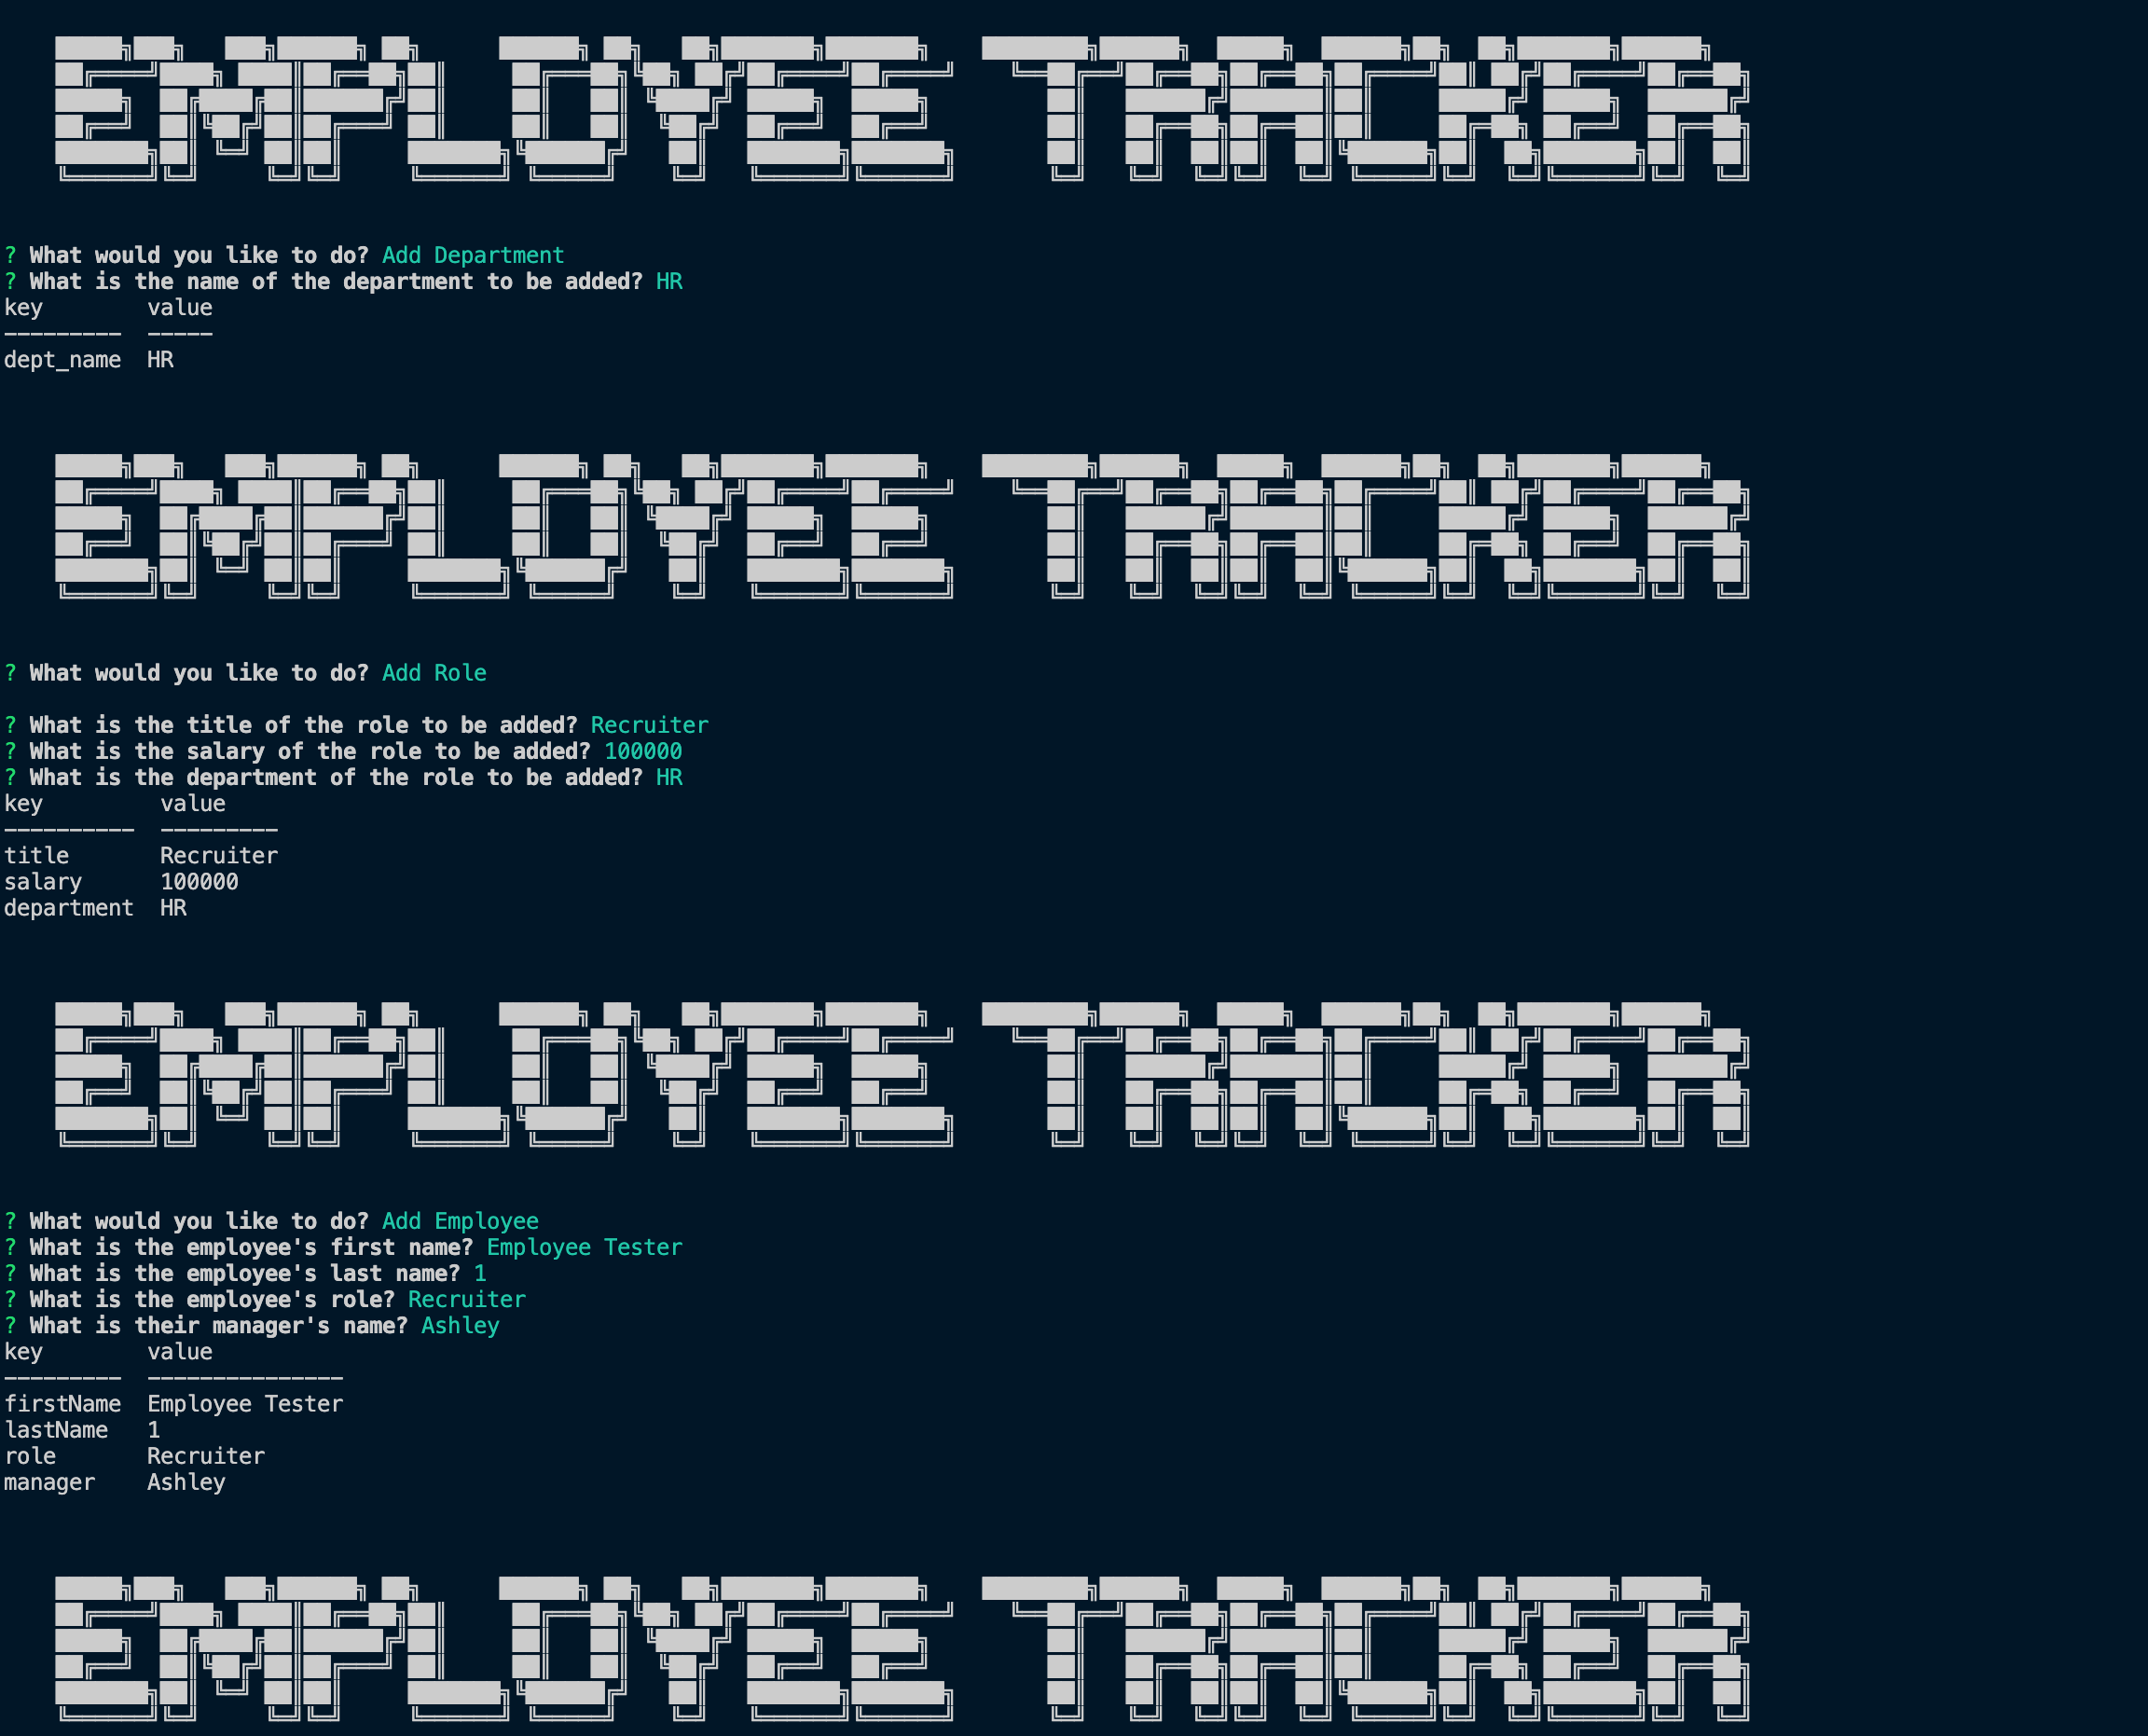 EMPLOYEE TRACKER
? What would you like to do? Add Department
? What is the name of the department to be added? HR
key        value
---------  -----
dept_name  HR
EMPLOYEE TRACKER
? What would you like to do? Add Role
? What is the title of the role to be added? Recruiter
? What is the salary of the role to be added? 100000
? What is the department of the role to be added? HR
key         value
----------  ---------
title       Recruiter
salary      100000
department  HR
EMPLOYEE TRACKER
? What would you like to do? Add Employee
? What is the employee's first name? Employee Tester
? What is the employee's last name? 1
? What is the employee's role? Recruiter
? What is their manager's name? Ashley
key        value
---------  ---------------
firstName  Employee Tester
lastName   1
role       Recruiter
manager    Ashley
EMPLOYEE TRACKER